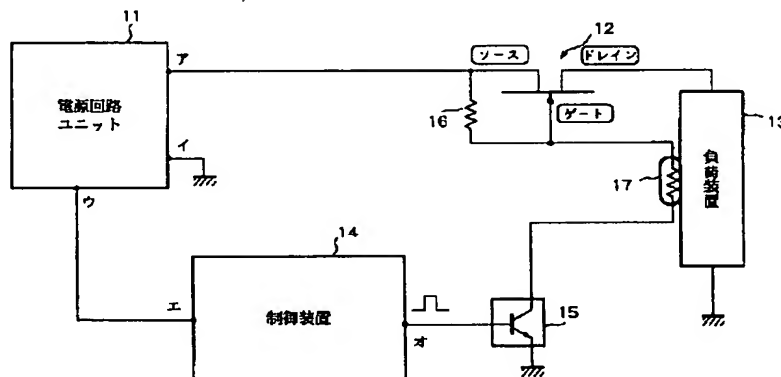 11
ア
電源回路
ユニット
イ
ウ
ソース
12
ドレイン
16
ゲート
13
17
負荷装置
14
エ
制御装置
オ
15